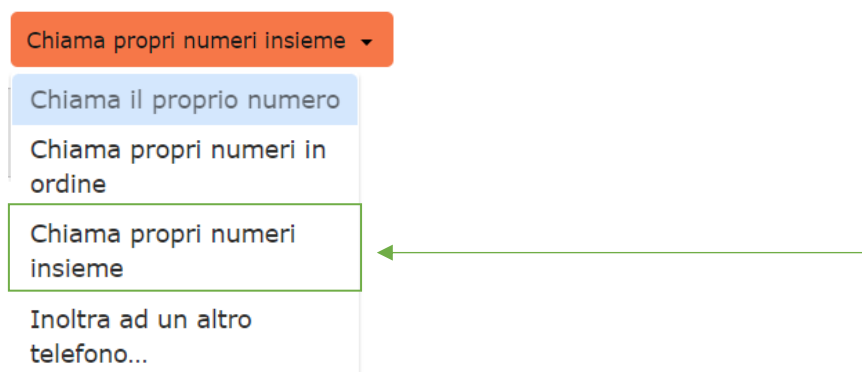 Chiama propri numeri insieme
Chiama il proprio numero
Chiama propri numeri in
ordine
Chiama propri numeri
insieme
Inoltra ad un altro
telefono...